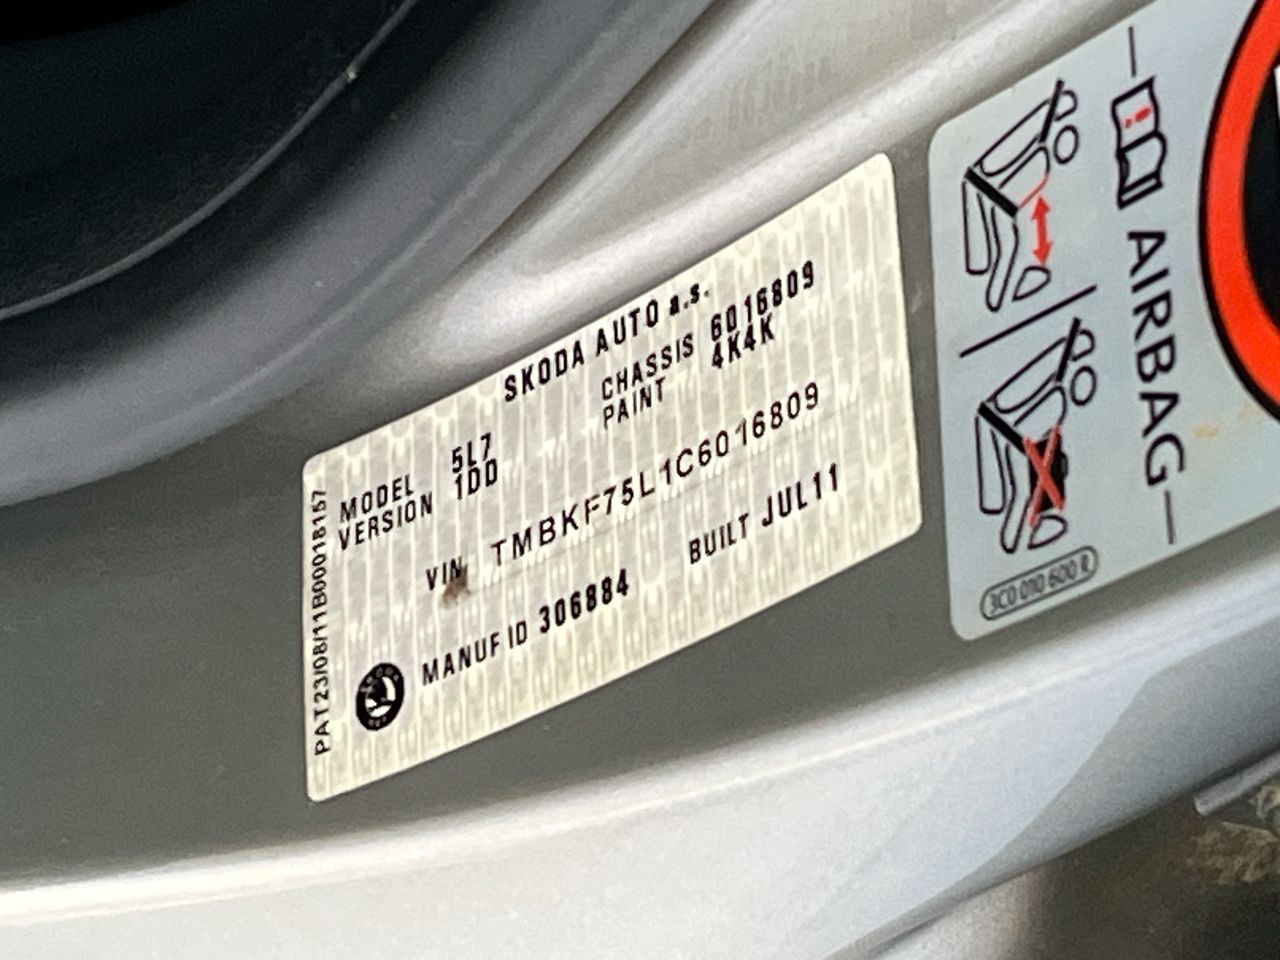 SKODA AUTO a.s.
MODEL 5L7 CHASSIS 6016809
VERSION 1DD PAINT 4K4K
VIN TMBKF75L1C6016809
MANUF ID 306884 BUILT JUL11
PAT23/08/11B00018157
AIRBAG
3C0 010 600 R